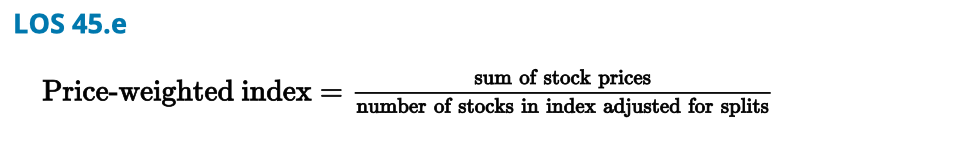 LOS 45.e
Price-weighted index = sum of stock prices / number of stocks in index adjusted for splits